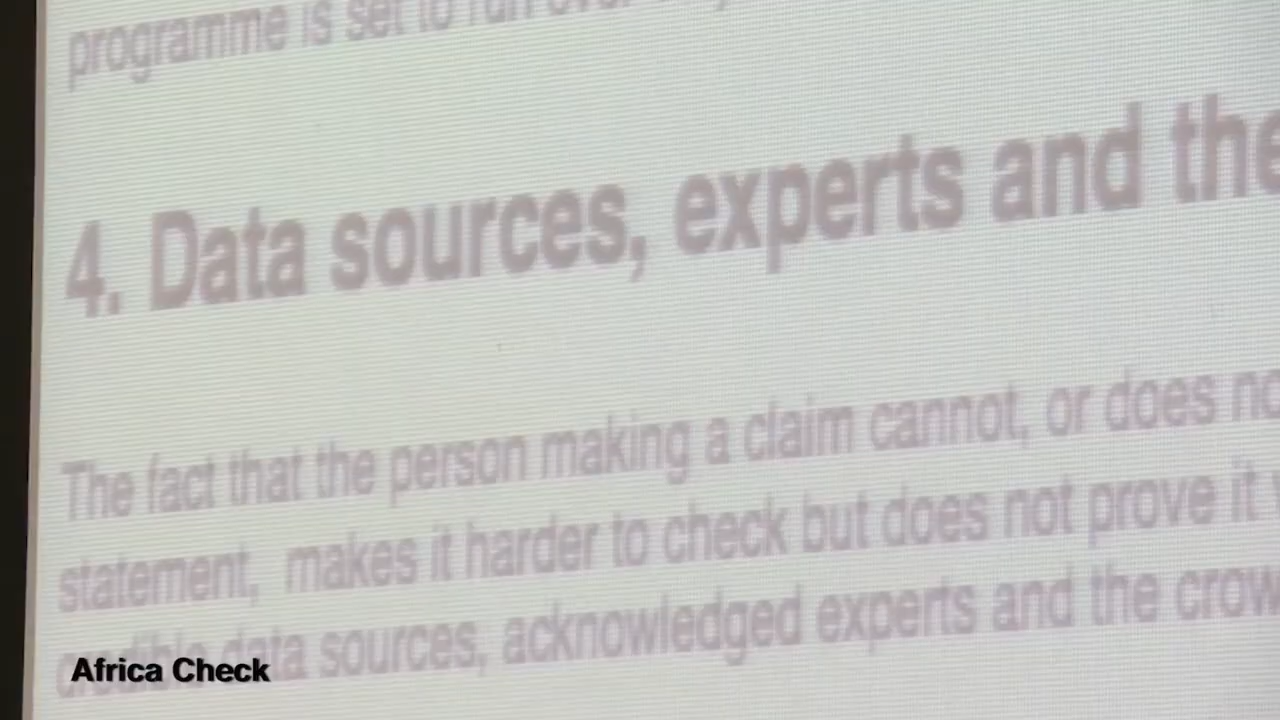 programme is set to run over
4. Data sources, experts and the
The fact that the person making a claim cannot, or does
statement, makes it harder to check but does not prove it
credible data sources, acknowledged experts and the
Africa Check